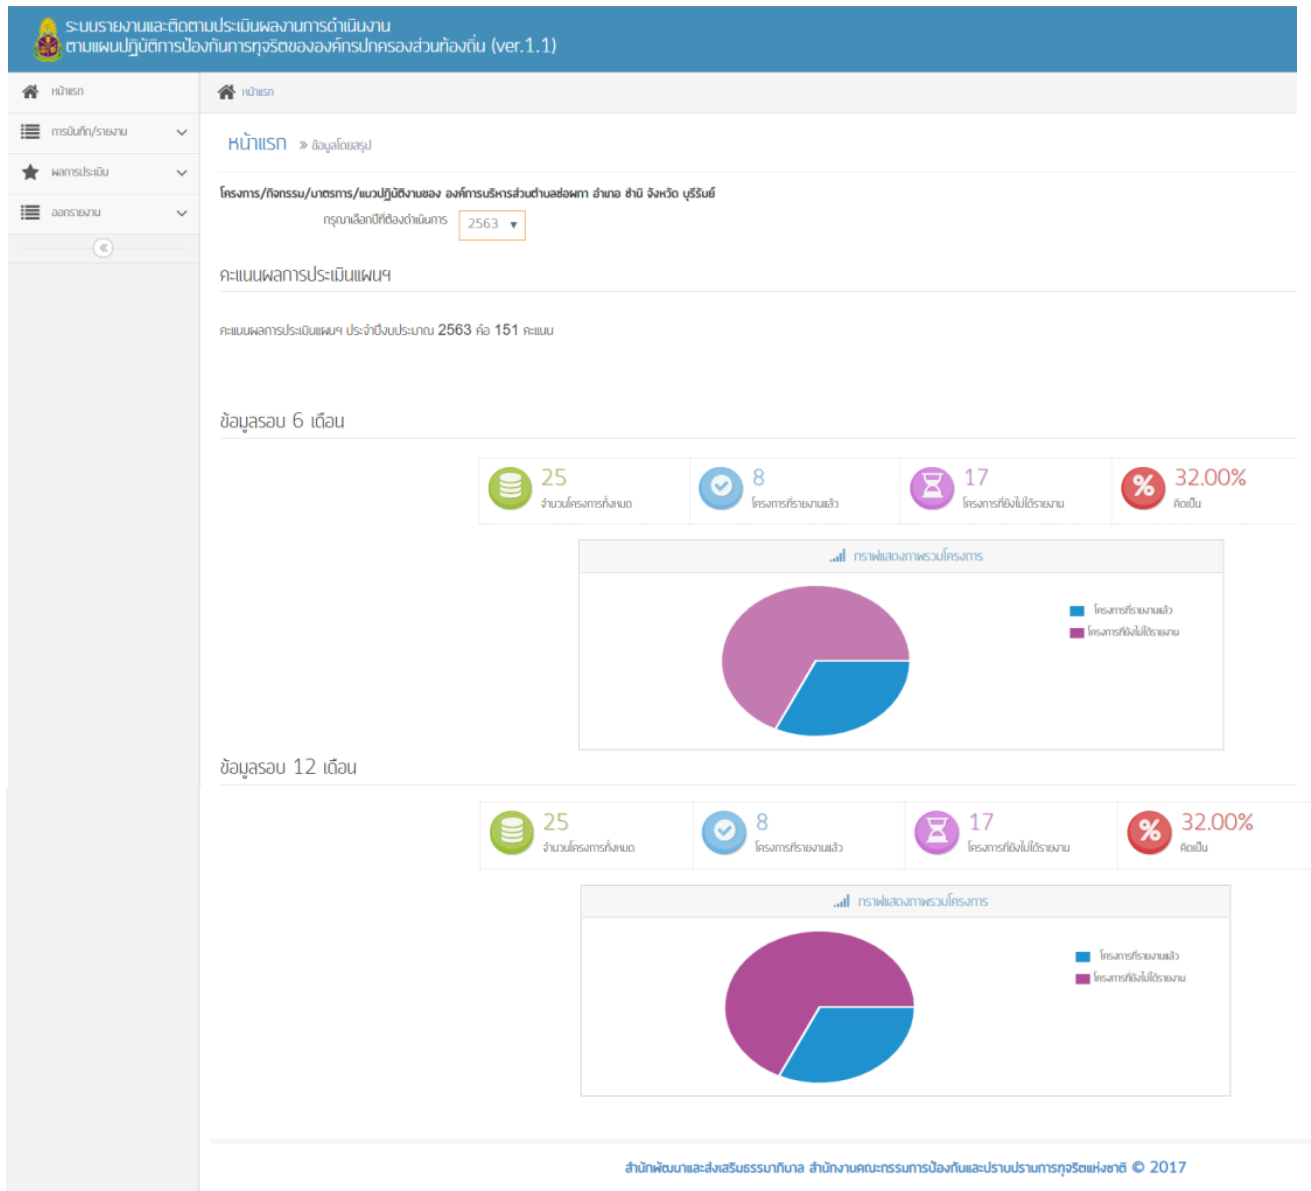 ระบบรายงานและติดตามประเมินผลงานการดำเนินงาน
ตามแผนปฏิบัติการป้องกันการทุจริตขององค์กรปกครองส่วนท้องถิ่น (ver.1.1)
หน้าแรก
หน้าแรก
การบันทึก/รายงาน
หน้าแรก » ข้อมูลโดยสรุป
ผลการประเมิน
โครงการ/กิจกรรม/มาตรการ/แนวปฏิบัติงานของ องค์การบริหารส่วนตำบลช่อผกา อำเภอ ชำนิ จังหวัด บุรีรัมย์
ออกรายงาน
กรุณาเลือกปีที่ต้องดำเนินการ 2563
คะแนนผลการประเมินแผนฯ
คะแนนผลการประเมินแผนฯ ประจำปีงบประมาณ 2563 คือ 151 คะแนน
ข้อมูลรอบ 6 เดือน
25 8 17 32.00%
จำนวนโครงการทั้งหมด โครงการที่รายงานแล้ว โครงการที่ยังไม่ได้รายงาน คิดเป็น
กราฟแสดงภาพรวมโครงการ
โครงการที่รายงานแล้ว
โครงการที่ยังไม่ได้รายงาน
ข้อมูลรอบ 12 เดือน
25 8 17 32.00%
จำนวนโครงการทั้งหมด โครงการที่รายงานแล้ว โครงการที่ยังไม่ได้รายงาน คิดเป็น
กราฟแสดงภาพรวมโครงการ
โครงการที่รายงานแล้ว
โครงการที่ยังไม่ได้รายงาน
สำนักพัฒนาและส่งเสริมธรรมาภิบาล สำนักงานคณะกรรมการป้องกันและปราบปรามการทุจริตแห่งชาติ © 2017